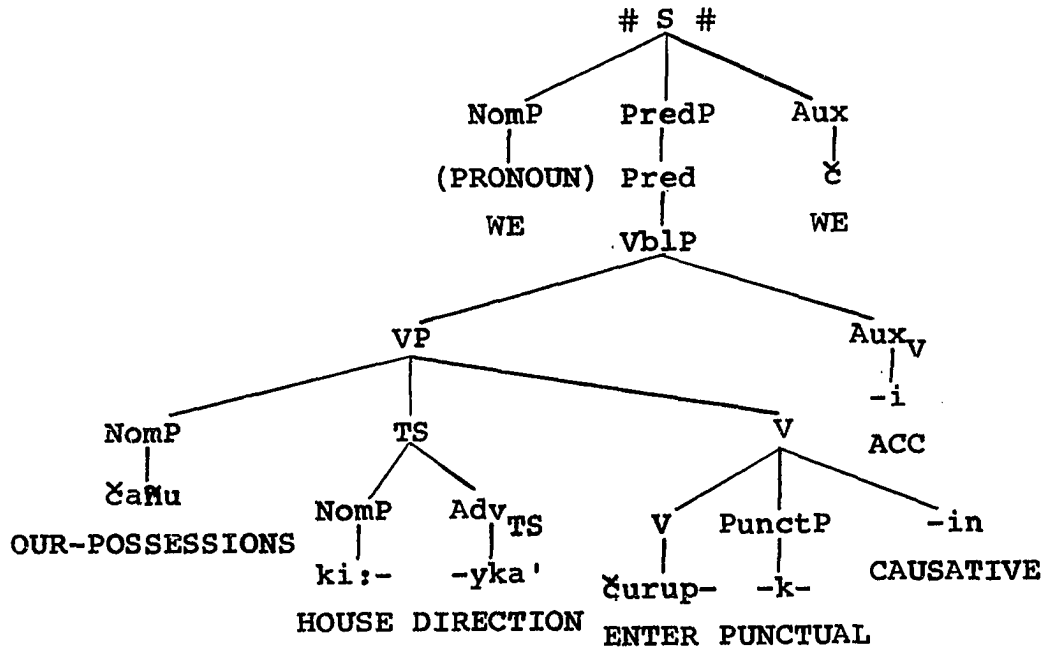 # S #
NomP PredP Aux
(PRONOUN) Pred č
WE WE
VblP
VP Aux_V
-i
NomP TS V ACC
čañu NomP Adv_TS V PunctP -in
OUR-POSSESSIONS
ki:- -yka' čurup- -k- CAUSATIVE
HOUSE DIRECTION ENTER PUNCTUAL